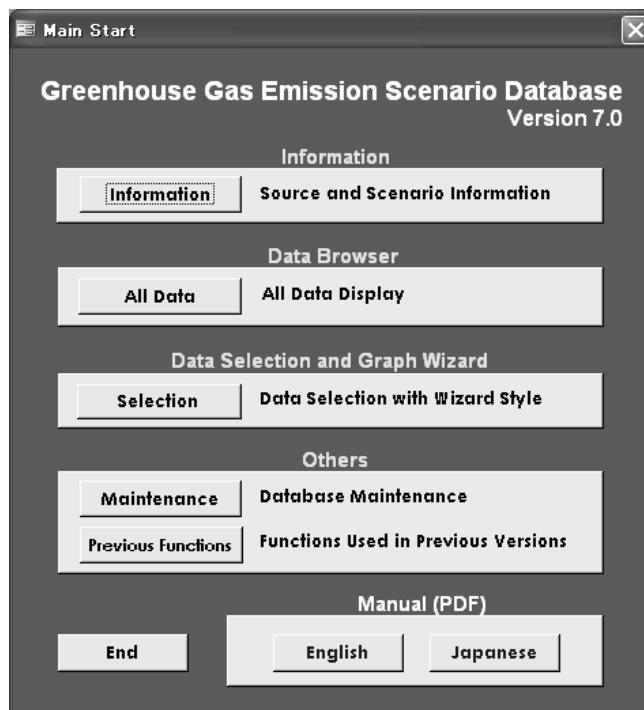 Main Start
Greenhouse Gas Emission Scenario Database
Version 7.0
Information
Information Source and Scenario Information
Data Browser
All Data All Data Display
Data Selection and Graph Wizard
Selection Data Selection with Wizard Style
Others
Maintenance Database Maintenance
Previous Functions Functions Used in Previous Versions
Manual (PDF)
End English Japanese